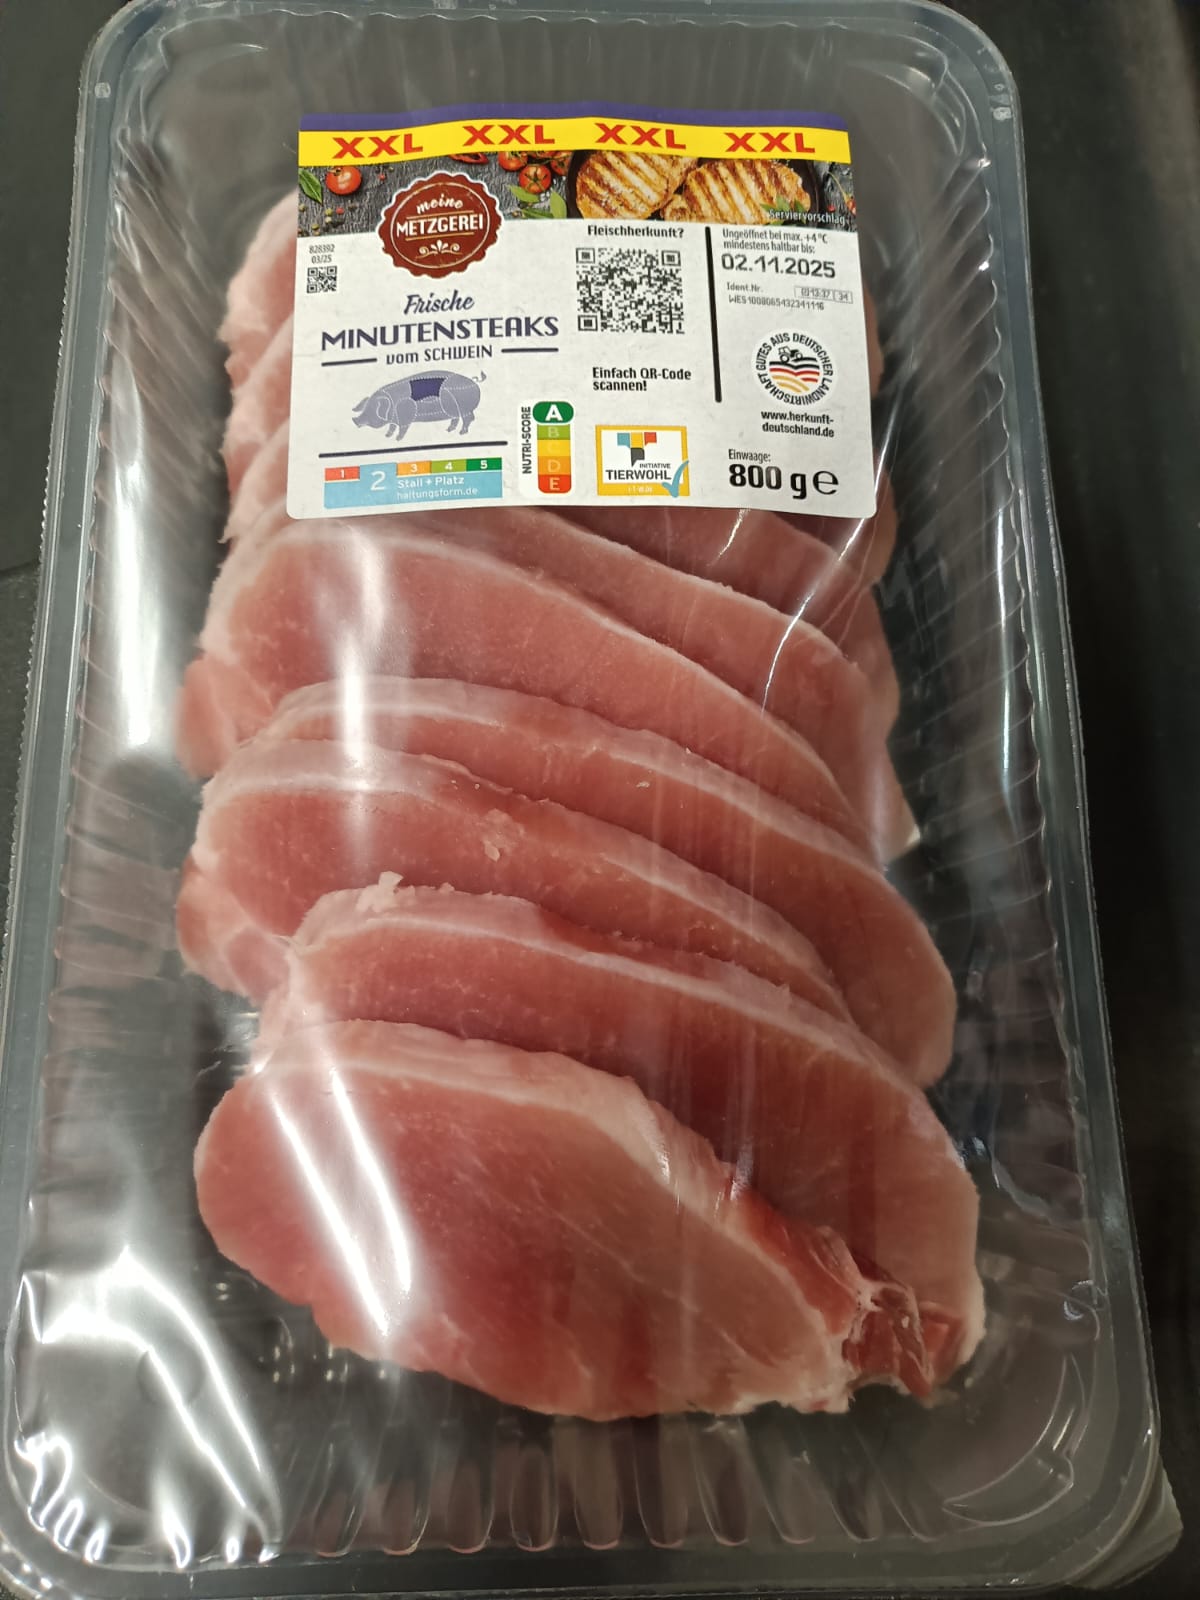 XXL XXL XXL XXL
Serviervorschlag
meine
METZGEREI
828392
03/25
Frische
MINUTENSTEAKS
vom SCHWEIN
1 2 3 4 5
Stall + Platz
haltungsform.de
NUTRI-SCORE
A
B
C
D
E
Fleischherkunft?
Einfach QR-Code
scannen!
INITIATIVE
TIERWOHL
Ungeöffnet bei max. +4°C
mindestens haltbar bis:
02.11.2025
Ident.Nr.
GUTES AUS DEUTSCHER LANDWIRTSCHAFT
www.herkunft-
deutschland.de
Einwaage:
800 g e